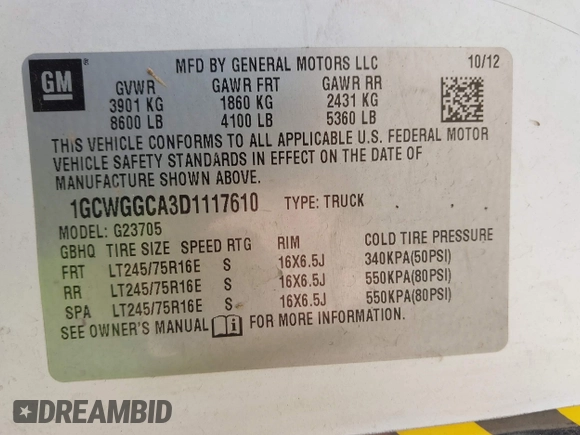 GM ® MFD BY GENERAL MOTORS LLC 10/12
GVWR GAWR FRT GAWR RR
3901 KG 1860 KG 2431 KG
8600 LB 4100 LB 5360 LB
THIS VEHICLE CONFORMS TO ALL APPLICABLE U.S. FEDERAL MOTOR
VEHICLE SAFETY STANDARDS IN EFFECT ON THE DATE OF
MANUFACTURE SHOWN ABOVE.
1GCWGGCA3D1117610 TYPE: TRUCK
MODEL: G23705
GBHQ TIRE SIZE SPEED RTG RIM COLD TIRE PRESSURE
FRT LT245/75R16E S 16X6.5J 340KPA(50PSI)
RR LT245/75R16E S 16X6.5J 550KPA(80PSI)
SPA LT245/75R16E S 16X6.5J 550KPA(80PSI)
SEE OWNER'S MANUAL i FOR MORE INFORMATION.
DREAMBID